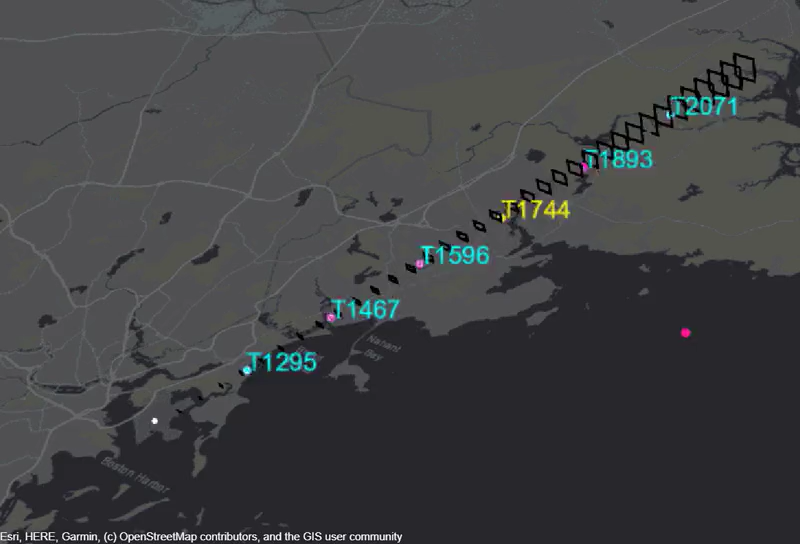 T2071
T1893
T1744
T1596
T1467
Nahant
Bay
T1295
Boston Harbor
Esri, HERE, Garmin, (c) OpenStreetMap contributors, and the GIS user community